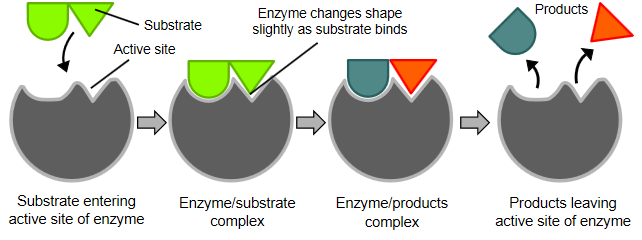 Substrate
Active site
Enzyme changes shape
slightly as substrate binds
Products
Substrate entering
active site of enzyme
Enzyme/substrate
complex
Enzyme/products
complex
Products leaving
active site of enzyme